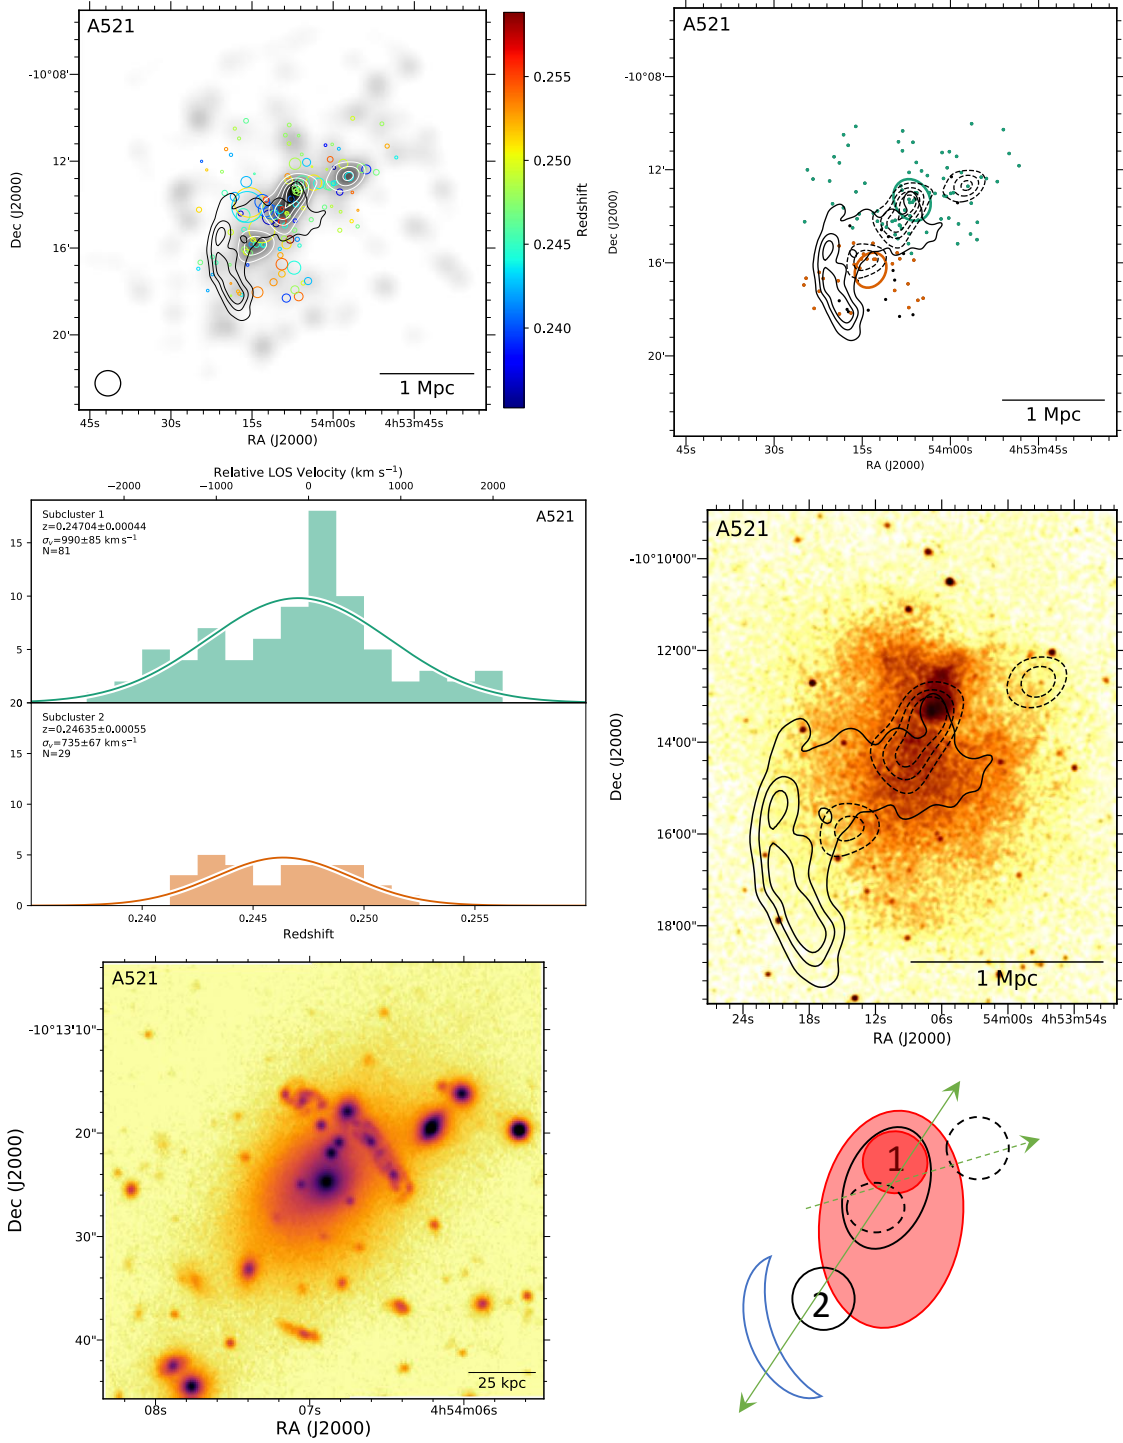 A521
-10°08'
12'
16'
20'
Dec (J2000)
45s 30s 15s 54m00s 4h53m45s
RA (J2000)
1 Mpc
0.255
0.250
0.245
0.240
Redshift
A521
-10°08'
12'
16'
20'
Dec (J2000)
45s 30s 15s 54m00s 4h53m45s
RA (J2000)
1 Mpc
Relative LOS Velocity (km s⁻¹)
−2000 −1000 0 1000 2000
Subcluster 1
z=0.24704±0.00044
σᵥ=990±85 km s⁻¹
N=81
A521
15
10
5
20
Subcluster 2
z=0.24635±0.00055
σᵥ=735±67 km s⁻¹
N=29
15
10
5
0
0.240 0.245 0.250 0.255
Redshift
A521
-10°10'00"
12'00"
14'00"
16'00"
18'00"
Dec (J2000)
1 Mpc
24s 18s 12s 06s 54m00s 4h53m54s
RA (J2000)
A521
-10°13'10"
20"
30"
40"
Dec (J2000)
25 kpc
08s 07s 4h54m06s
RA (J2000)
1
2